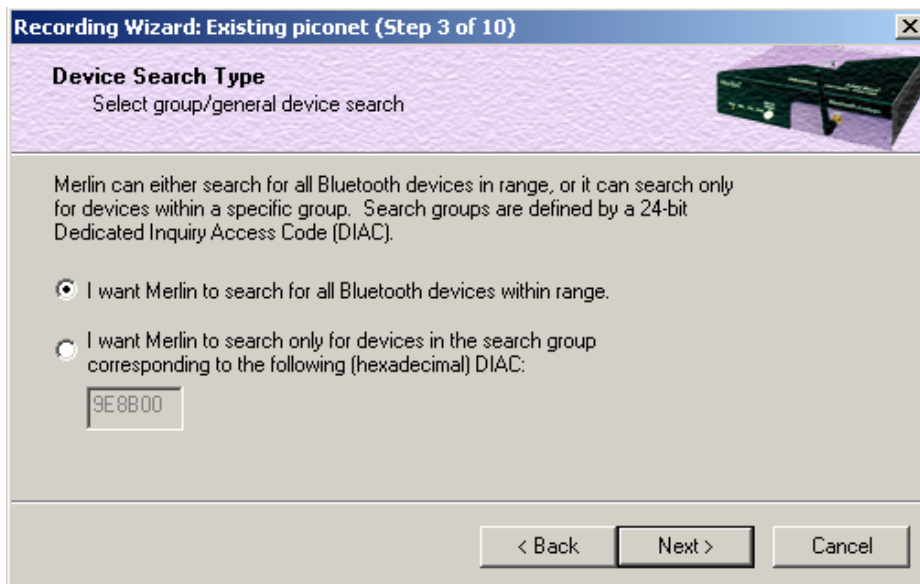 Recording Wizard: Existing piconet (Step 3 of 10)
Device Search Type
Select group/general device search
Merlin can either search for all Bluetooth devices in range, or it can search only
for devices within a specific group.  Search groups are defined by a 24-bit
Dedicated Inquiry Access Code (DIAC).
I want Merlin to search for all Bluetooth devices within range.
I want Merlin to search only for devices in the search group
corresponding to the following (hexadecimal) DIAC:
9E8B00
< Back
Next >
Cancel